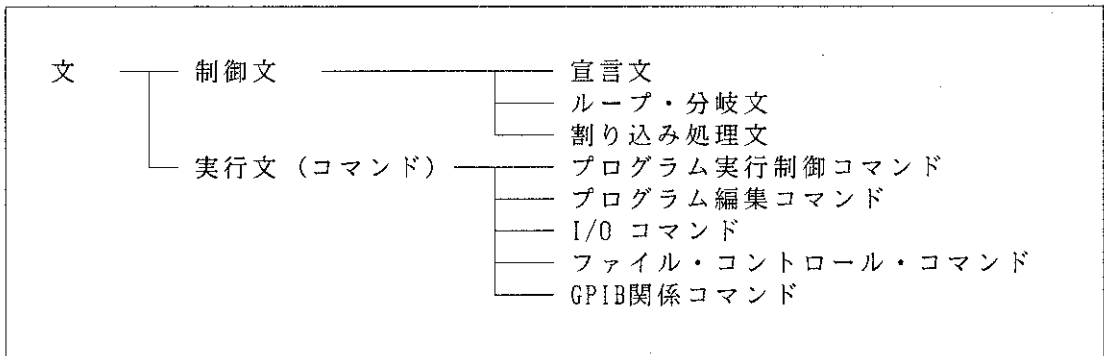 文 制御文 宣言文
ループ・分岐文
割り込み処理文
実行文（コマンド） プログラム実行制御コマンド
プログラム編集コマンド
I/O コマンド
ファイル・コントロール・コマンド
GPIB関係コマンド